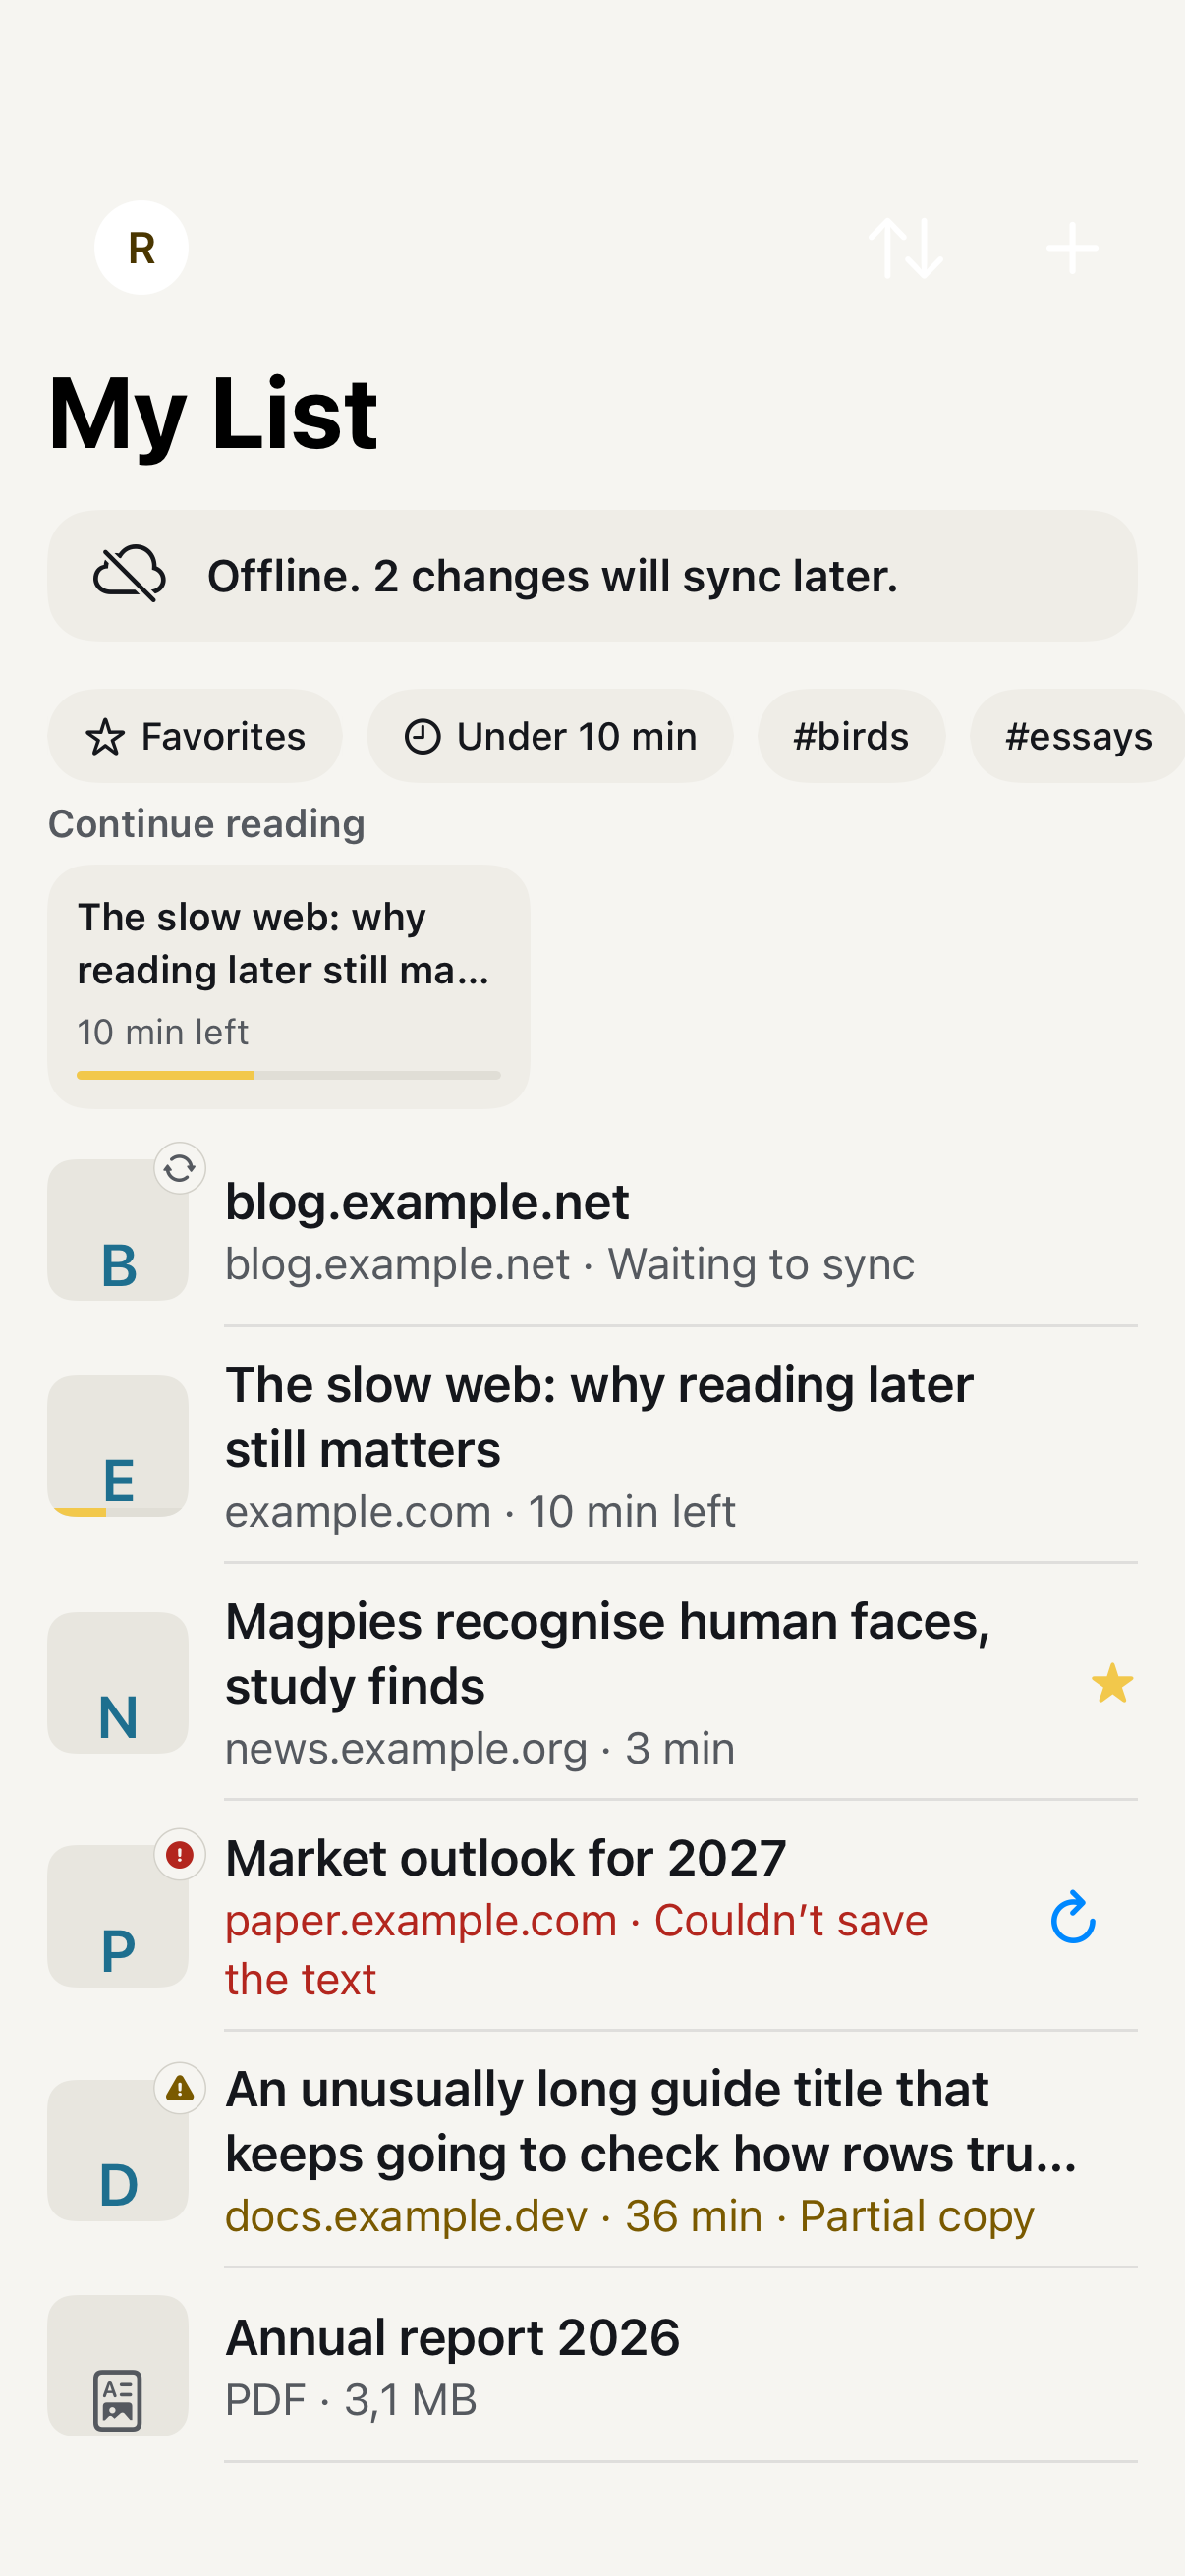 R
My List
Offline. 2 changes will sync later.
Favorites
Under 10 min
#birds
#essays
Continue reading
The slow web: why
reading later still ma...
10 min left
B
blog.example.net
blog.example.net · Waiting to sync
E
The slow web: why reading later
still matters
example.com · 10 min left
N
Magpies recognise human faces,
study finds
news.example.org · 3 min
P
Market outlook for 2027
paper.example.com · Couldn’t save
the text
D
An unusually long guide title that
keeps going to check how rows tru...
docs.example.dev · 36 min · Partial copy
Annual report 2026
PDF · 3,1 MB